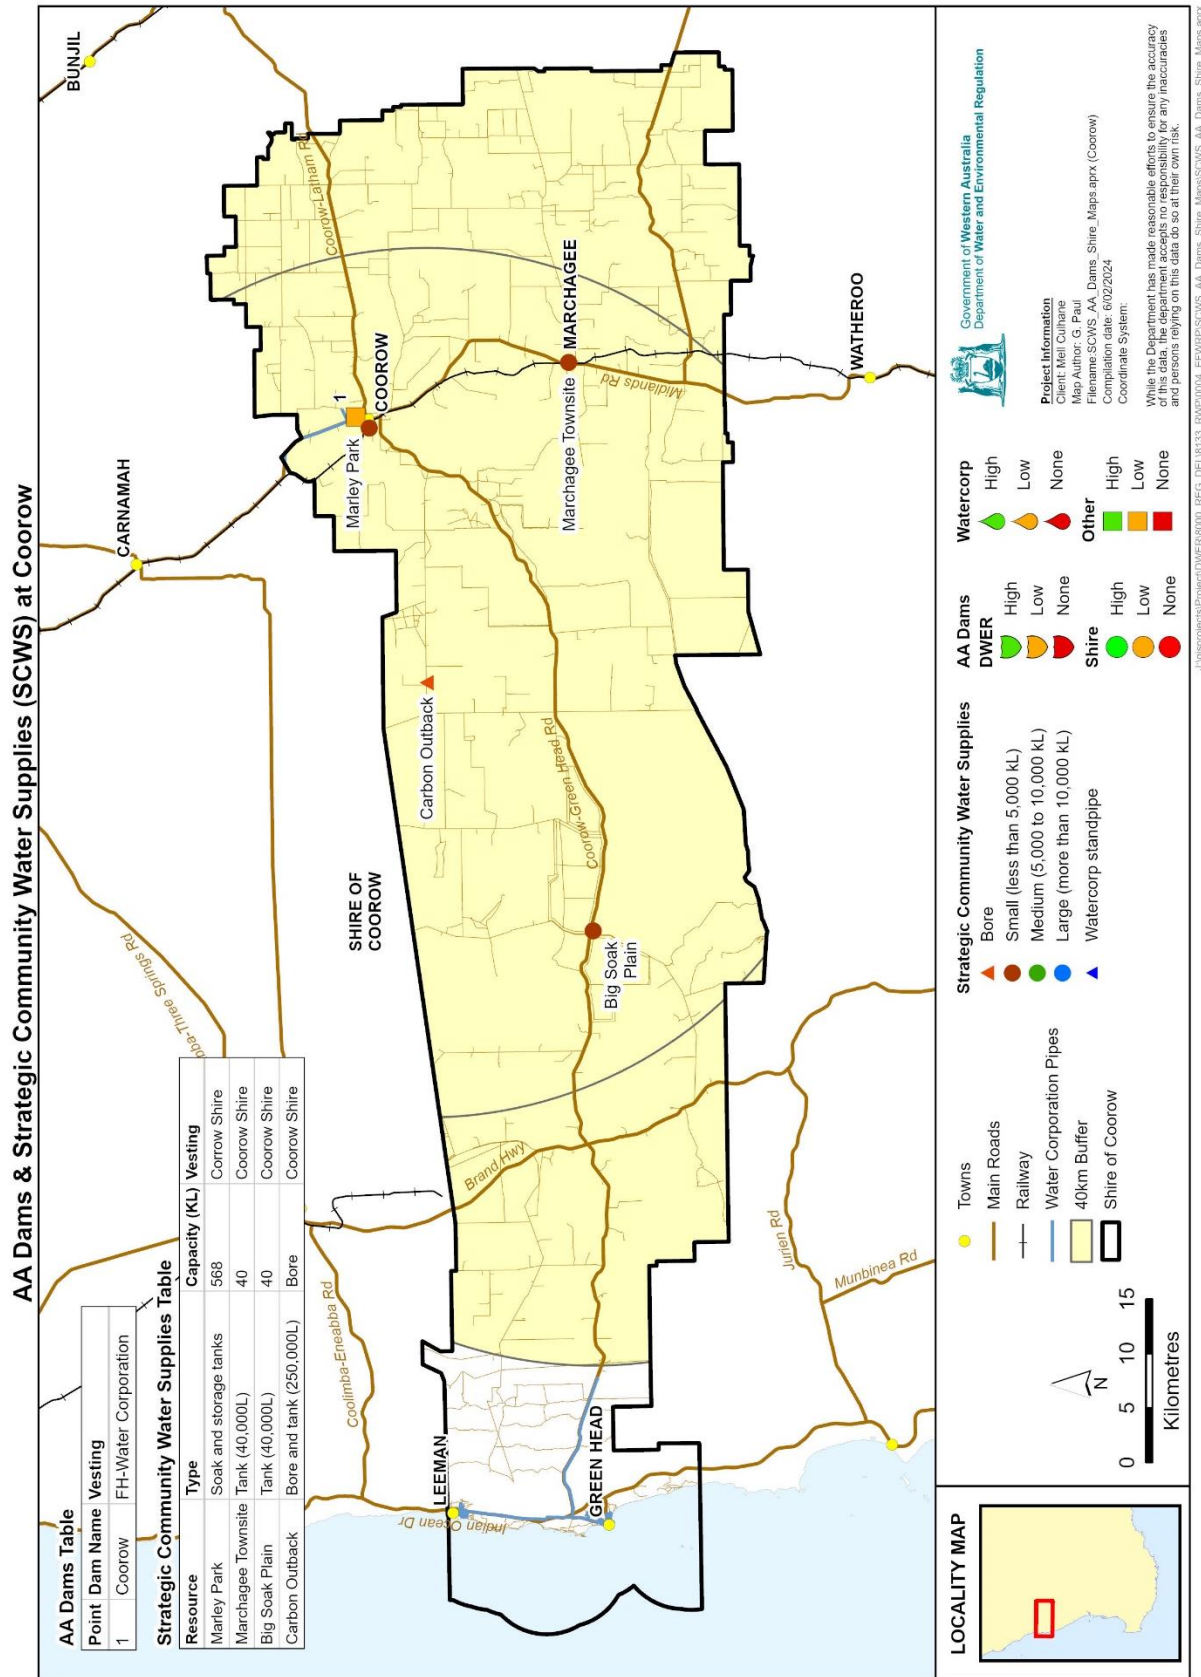 AA Dams & Strategic Community Water Supplies (SCWS) at Coorow
AA Dams Table
Point Dam Name Vesting
1 Coorow FH-Water Corporation
Strategic Community Water Supplies Table
Resource Type Capacity (KL) Vesting
Marley Park Soak and storage tanks 568 Corrow Shire
Marchagee Townsite Tank (40,000L) 40 Coorow Shire
Big Soak Plain Tank (40,000L) 40 Coorow Shire
Carbon Outback Bore and tank (250,000L) Bore Coorow Shire
BUNJIL
CARNAMAH
bba-Three Springs Rd
SHIRE OF
COOROW
Coorow-Latham Rd
1
COOROW
Marley Park
Carbon Outback
MARCHAGEE
Marchagee Townsite
Midlands Rd
Coorow-Green Head Rd
Big Soak
Plain
Brand Hwy
Coolimba-Eneabba Rd
LEEMAN
Indian Ocean Dr
GREEN HEAD
Jurien Rd
Munbinea Rd
WATHEROO
LOCALITY MAP
N
0 5 10 15
Kilometres
Towns
Main Roads
Railway
Water Corporation Pipes
40km Buffer
Shire of Coorow
Strategic Community Water Supplies
Bore
Small (less than 5,000 kL)
Medium (5,000 to 10,000 kL)
Large (more than 10,000 kL)
Watercorp standpipe
AA Dams
DWER
High
Low
None
Shire
High
Low
None
Watercorp
High
Low
None
Other
High
Low
None
Government of Western Australia
Department of Water and Environmental Regulation
Project Information
Client: Mell Culhane
Map Author: G. Paul
Filename:SCWS_AA_Dams_Shire_Maps.aprx (Coorow)
Compilation date: 6/02/2024
Coordinate System:
While the Department has made reasonable efforts to ensure the accuracy
of this data, the department accepts no responsibility for any inaccuracies
and persons relying on this data do so at their own risk.